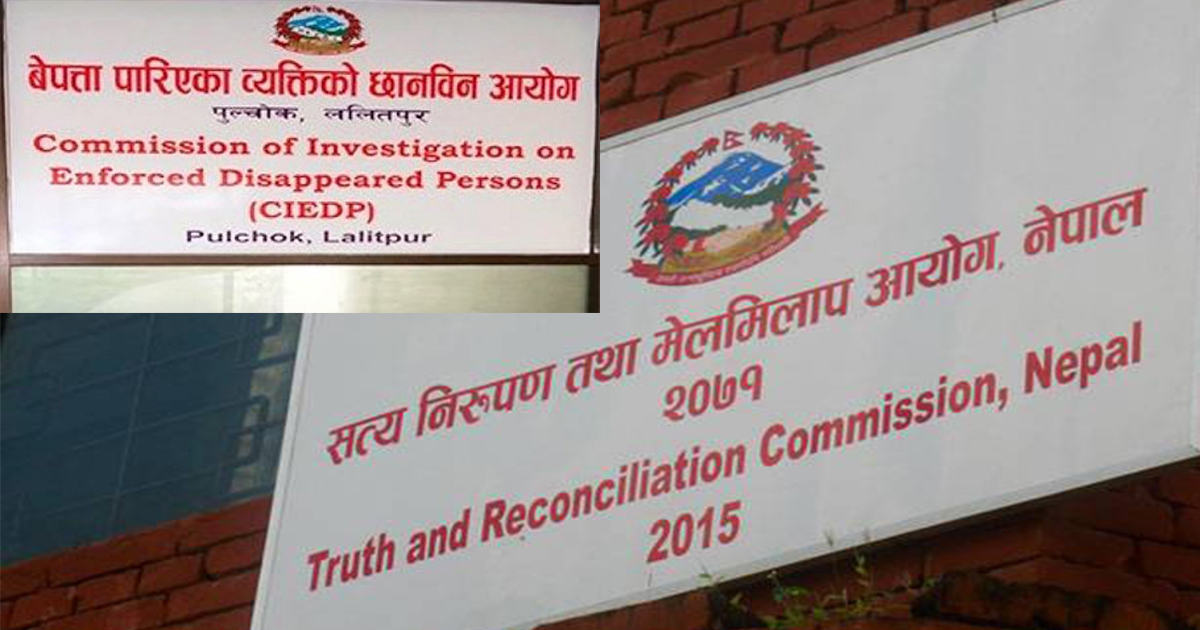 बेपत्ता पारिएका व्यक्तिको छानविन आयोग
पुल्चोक, ललितपुर
Commission of Investigation on
Enforced Disappeared Persons
(CIEDP)
Pulchok, Lalitpur
सत्य निरूपण तथा मेलमिलाप आयोग, नेपाल
२०७१
Truth and Reconciliation Commission, Nepal
2015